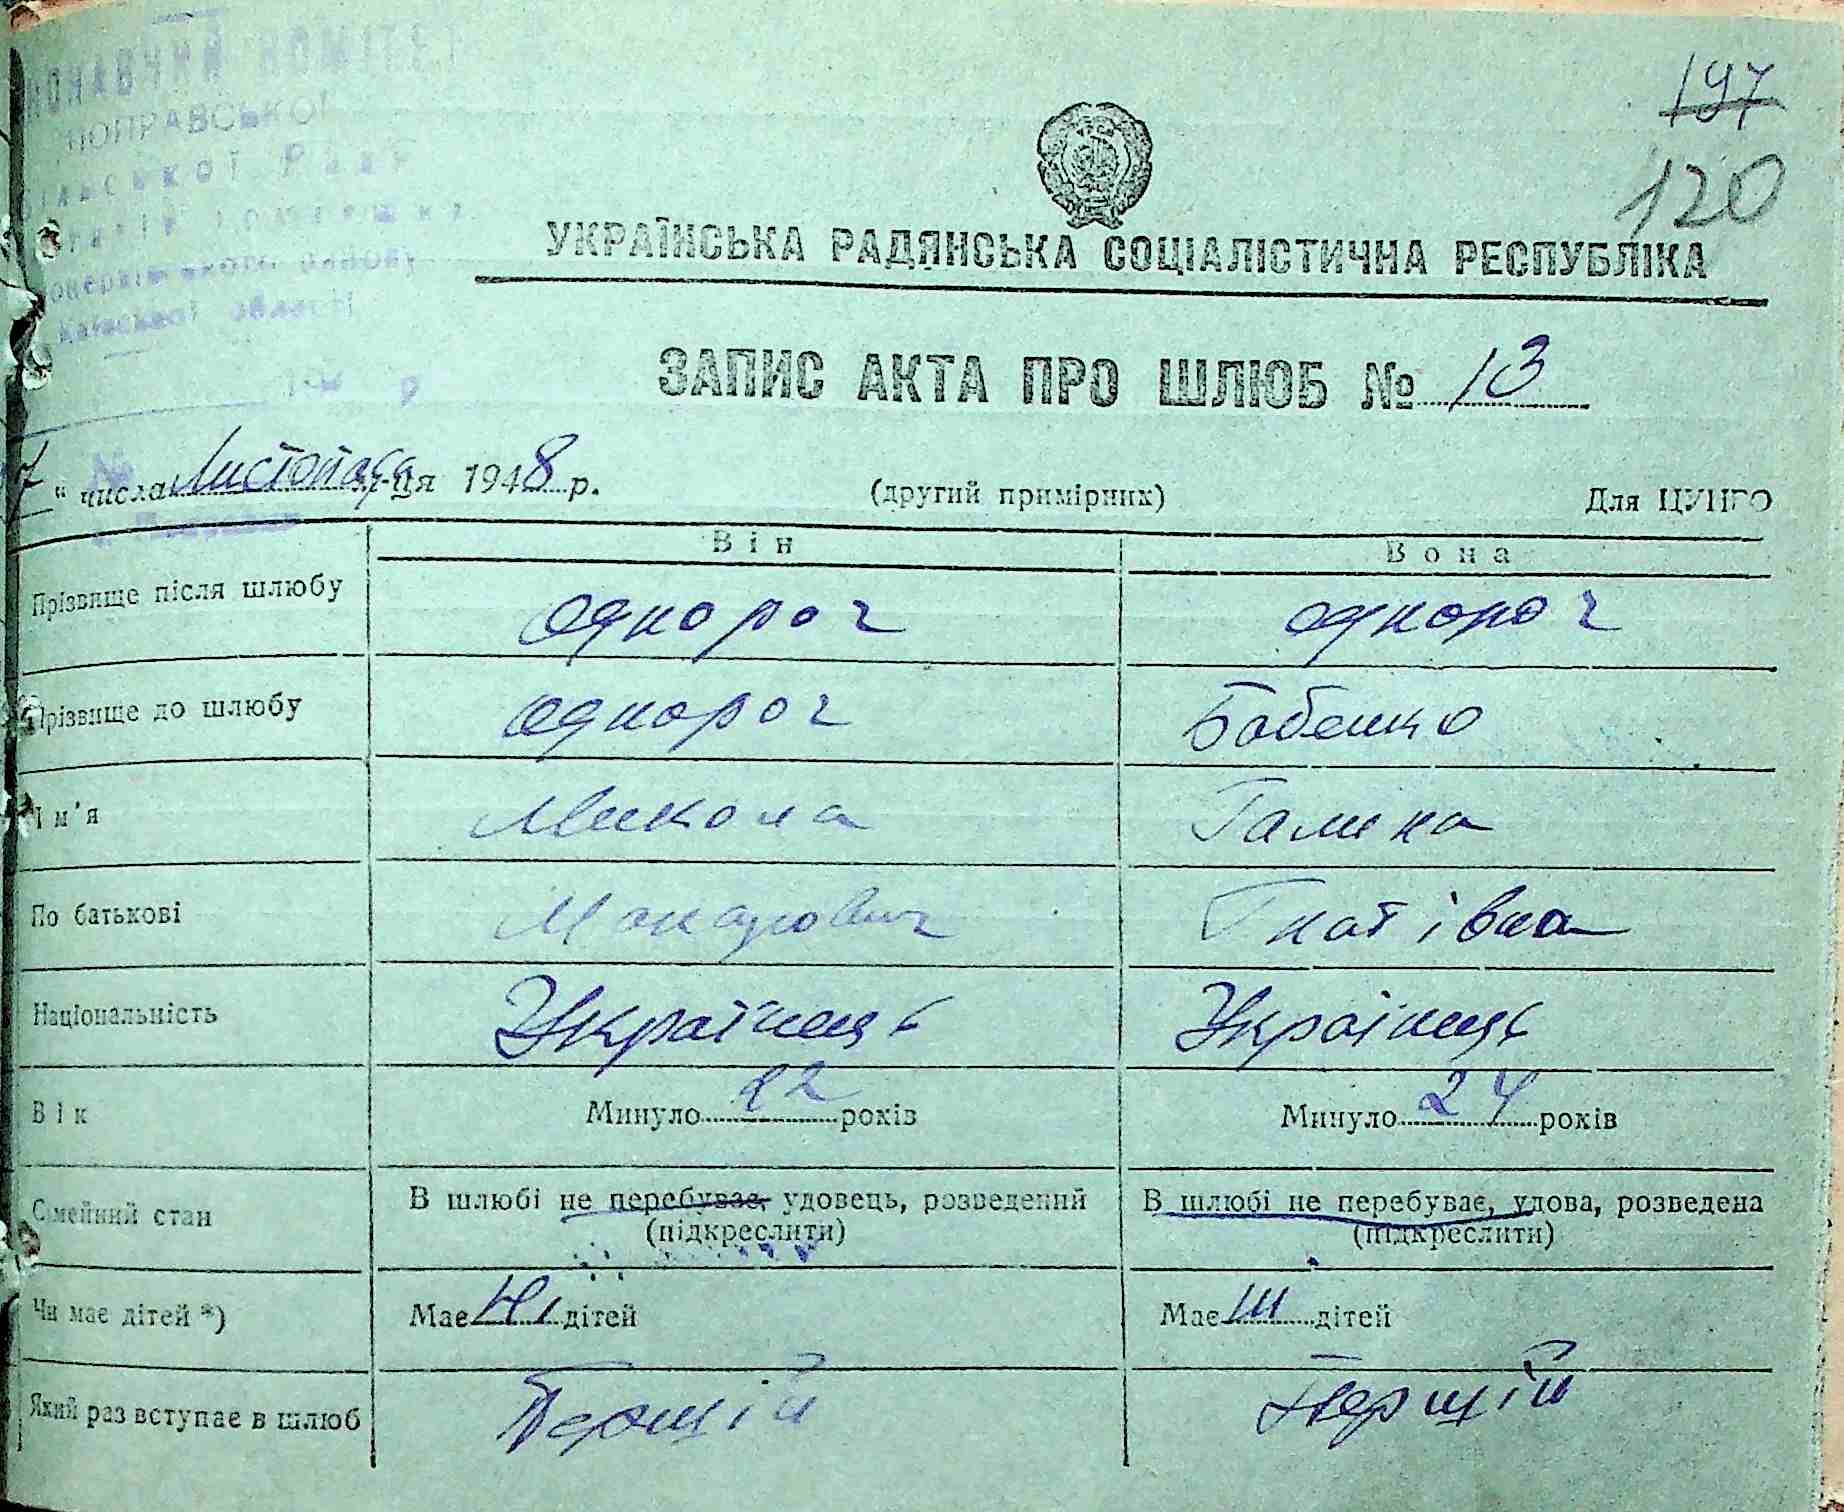 КОМІТЕТ
Області
197
120
УРСР
УКРАЇНСЬКА РАДЯНСЬКА СОЦІАЛІСТИЧНА РЕСПУБЛІКА
ЗАПИС АКТА ПРО ШЛЮБ № 13
7 " числа Листопада м-ця 1948 р. (другий примірник) Для ЦУНГО
Він Вона
Прізвище після шлюбу Однорог Однорог
Прізвище до шлюбу Однорог Бабенко
Ім'я Микола Галина
По батькові Макарович Гнатівна
Національність Українець Українець
Вік Минуло 22 років Минуло 24 років
Сімейний стан В шлюбі не перебуває, удовець, розведений В шлюбі не перебуває, удова, розведена
(підкреслити) (підкреслити)
Чи має дітей *) Має Ні дітей Має Ні дітей
Який раз вступає в шлюб Перший Перший